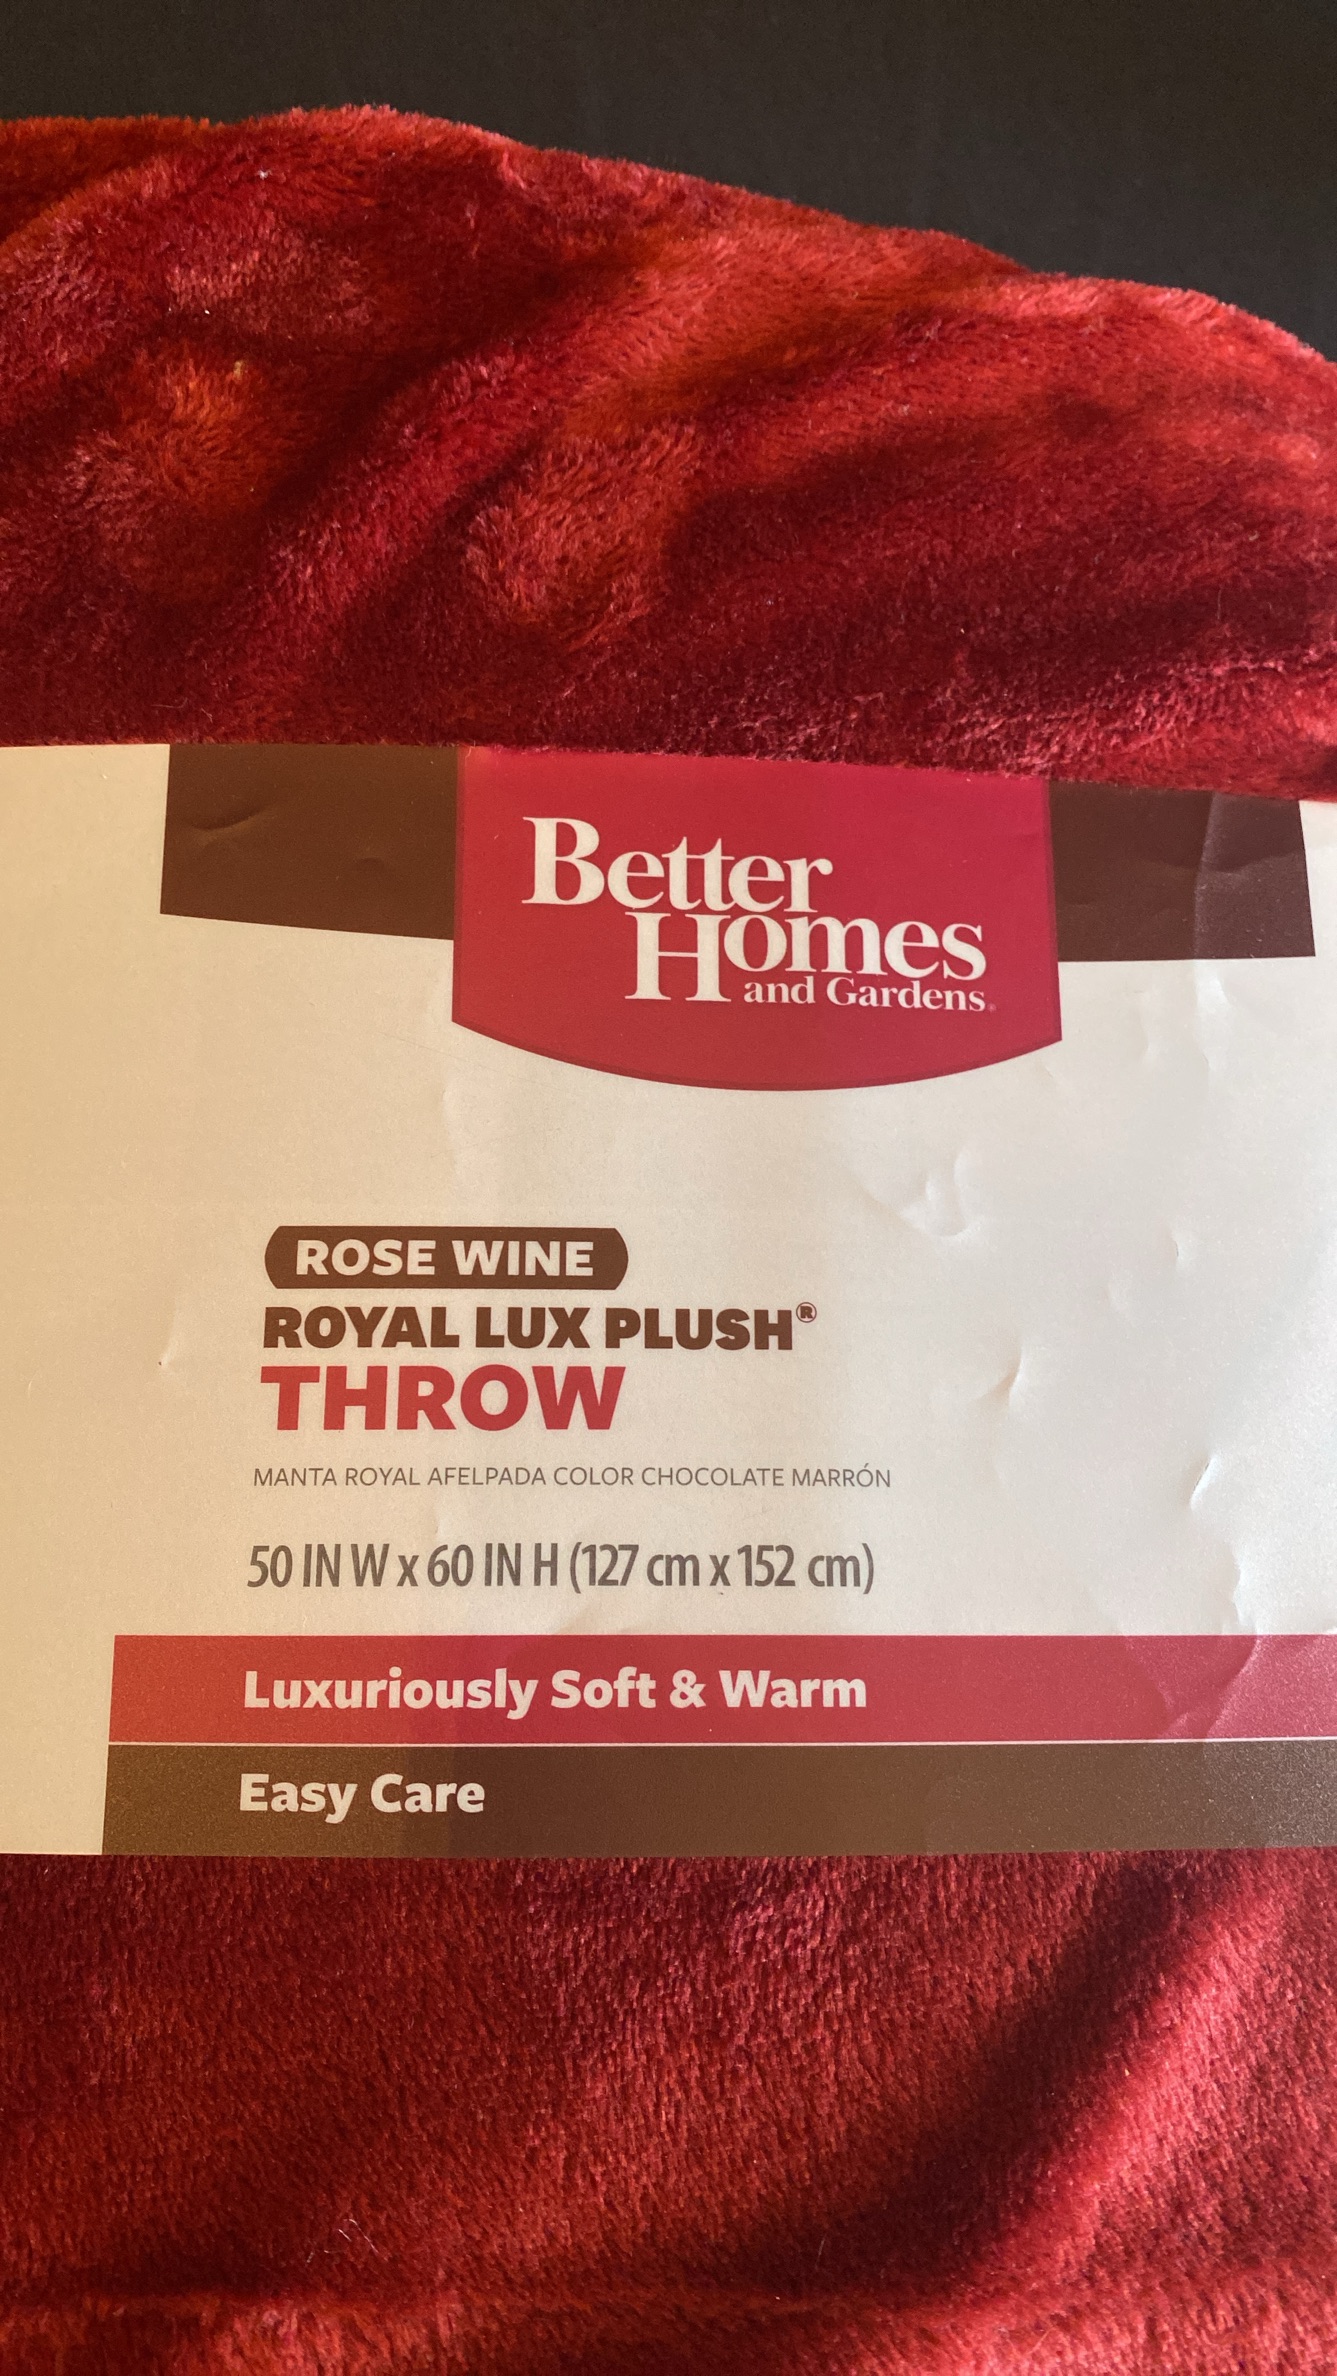 Better
Homes
and Gardens®
ROSE WINE
ROYAL LUX PLUSH®
THROW
MANTA ROYAL AFELPADA COLOR CHOCOLATE MARRÓN
50 IN W x 60 IN H (127 cm x 152 cm)
Luxuriously Soft & Warm
Easy Care